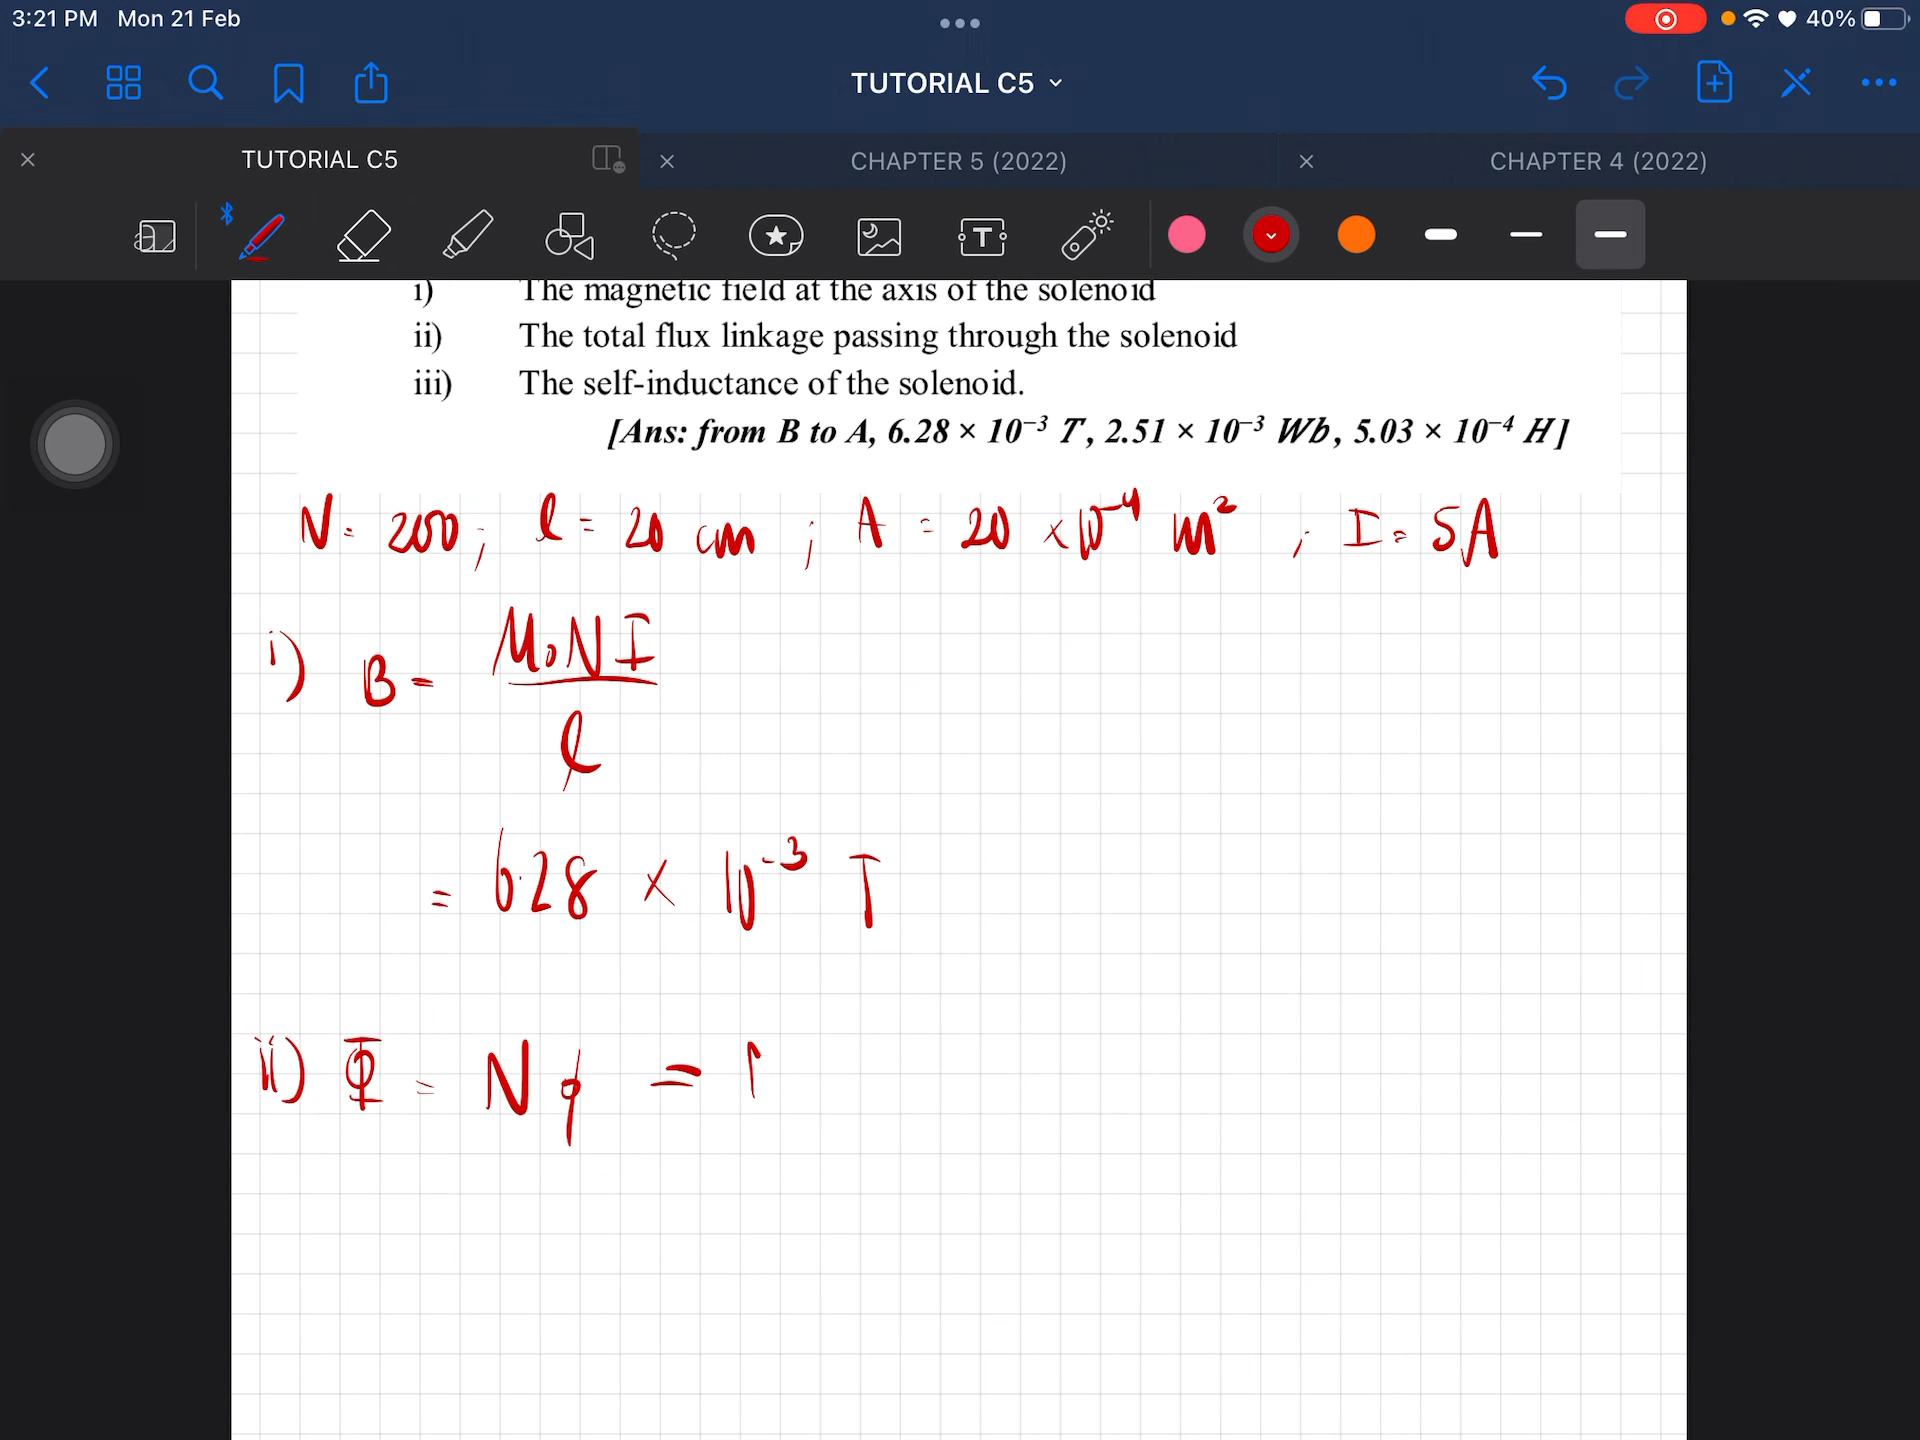 3:21 PM Mon 21 Feb
40%
TUTORIAL C5
TUTORIAL C5
CHAPTER 5 (2022)
CHAPTER 4 (2022)
i) The magnetic field at the axis of the solenoid
ii) The total flux linkage passing through the solenoid
iii) The self-inductance of the solenoid.
[Ans: from B to A, 6.28 × 10⁻³ T, 2.51 × 10⁻³ Wb, 5.03 × 10⁻⁴ H]
N = 200; l = 20 cm ; A = 20 × 10⁻⁴ m² ; I = 5A
i) B = μ₀NI / l
= 6.28 × 10⁻³ T
ii) Φ = Nϕ =